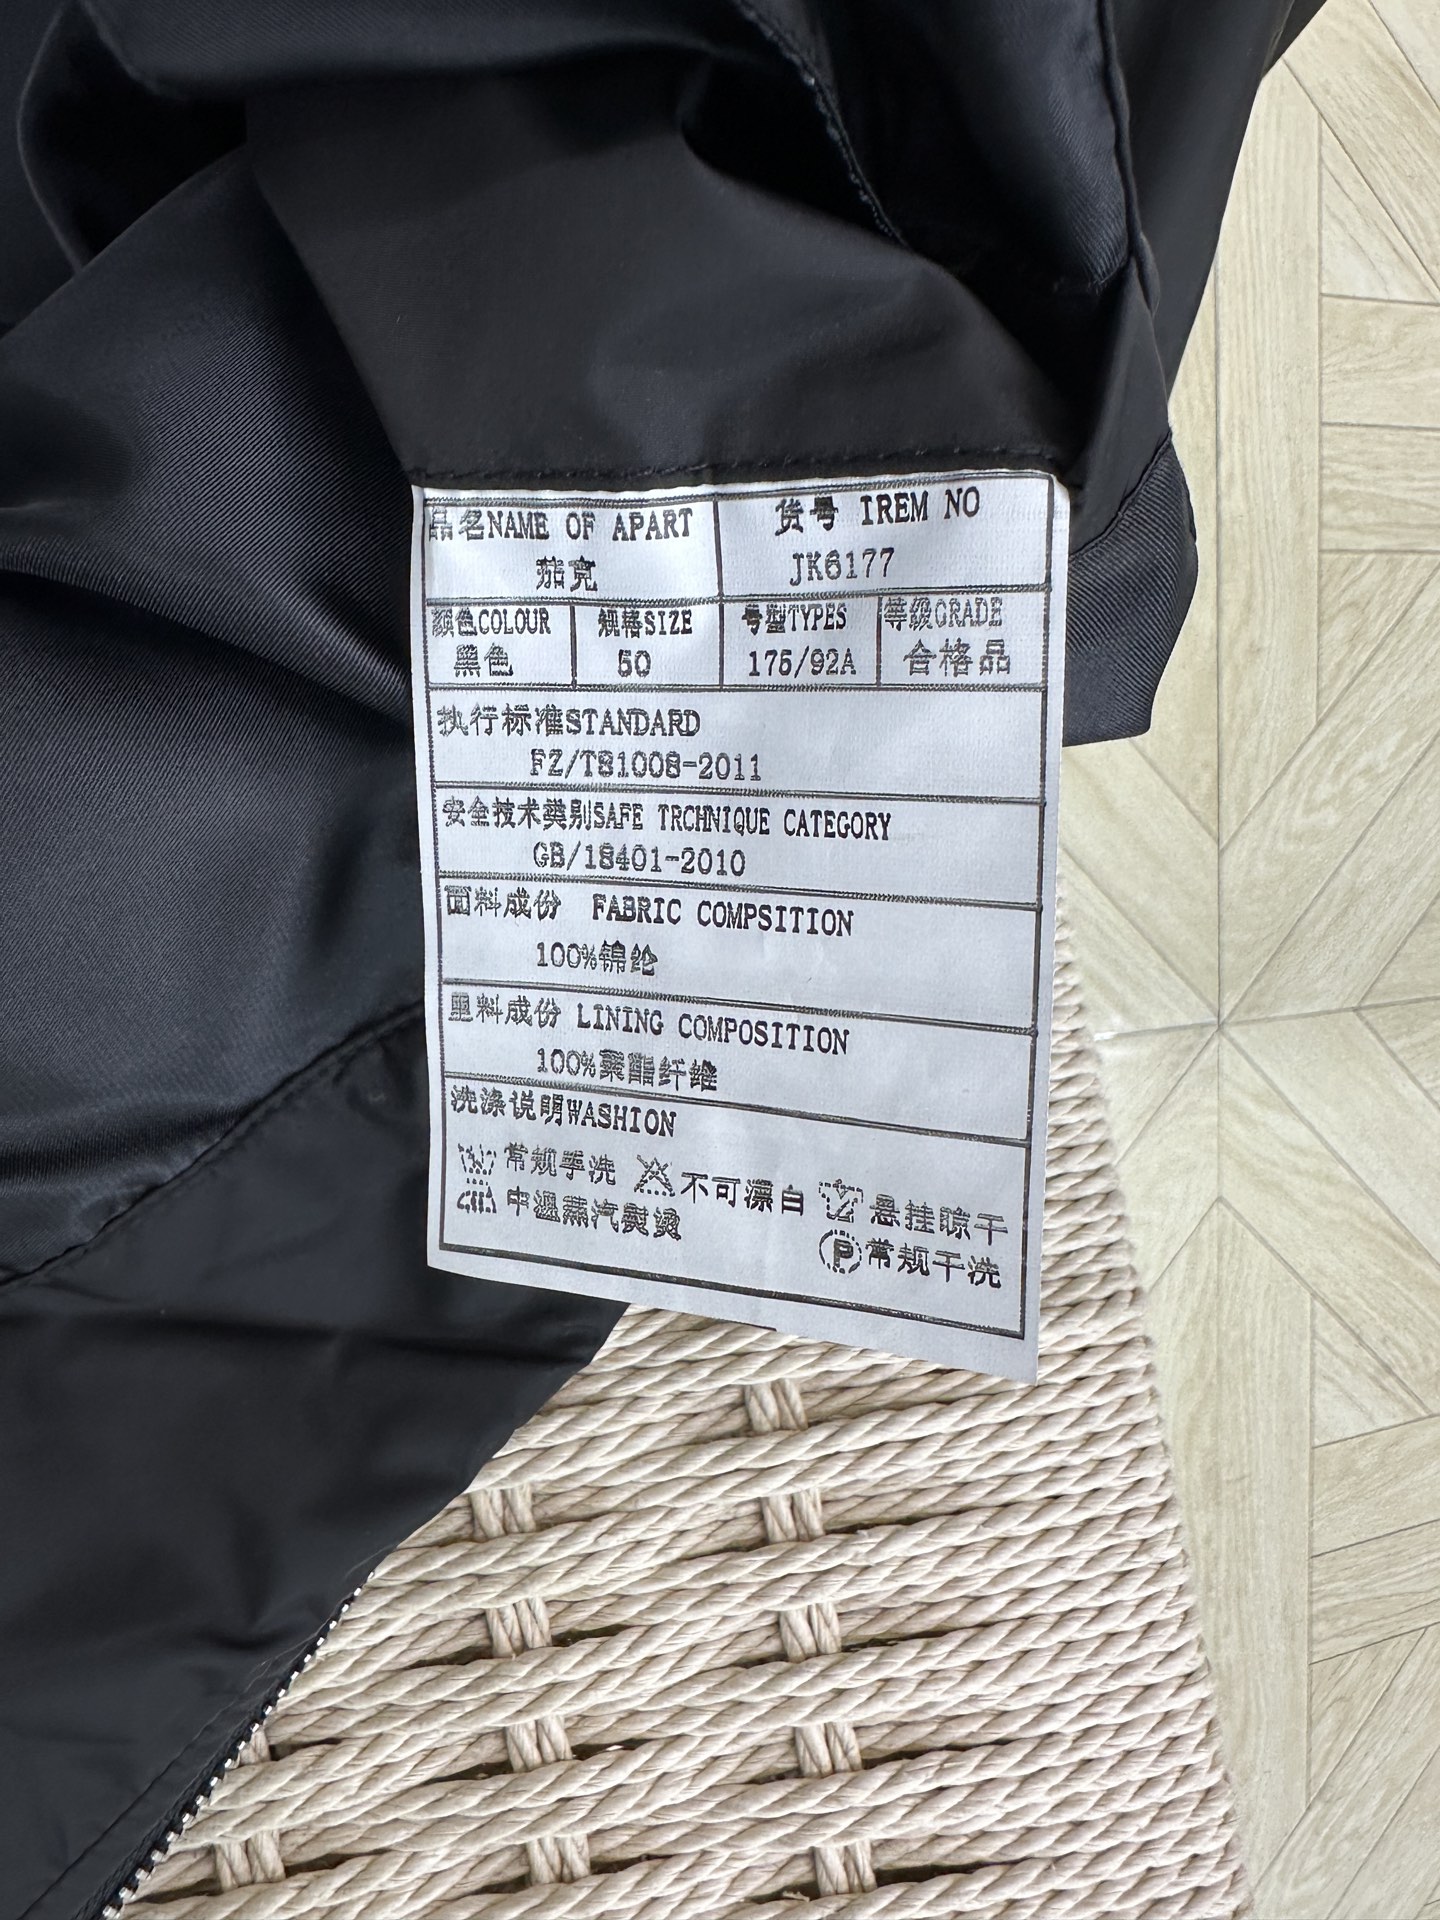 品名NAME OF APART
茄克
货号 IREM NO
JK6177
顏色COLOUR
黑色
规格SIZE
50
号型TYPES
175/92A
等级GRADE
合格品
执行标准STANDARD
FZ/T81008-2011
安全技术类别SAFE TRCHNIQUE CATEGORY
GB/18401-2010
面料成份 FABRIC COMPSITION
100%锦纶
里料成份 LINING COMPOSITION
100%聚酯纤维
洗涤说明WASHION
常规手洗 不可漂白 悬挂晾干
中温蒸汽熨烫 P 常规干洗